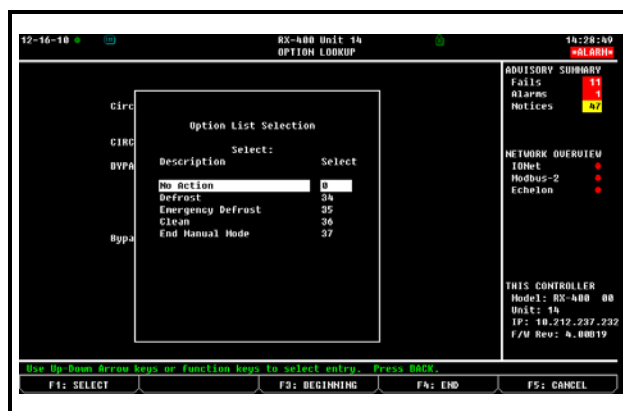 12-16-10 RX-400 Unit 14 14:28:49
OPTION LOOKUP *ALARM*
ADVISORY SUMMARY
Fails 11
Alarms 1
Notices 47
Circ
Option List Selection
CIRC
Select:
NETWORK OVERVIEW
BYPA
Description Select
IONet
Modbus-2
Echelon
No Action 0
Defrost 34
Emergency Defrost 35
Clean 36
End Manual Mode 37
Bypa
THIS CONTROLLER
Model: RX-400 00
Unit: 14
IP: 10.212.237.232
F/W Rev: 4.00B19
Use Up-Down Arrow keys or function keys to select entry. Press BACK.
F1: SELECT F3: BEGINNING F4: END F5: CANCEL